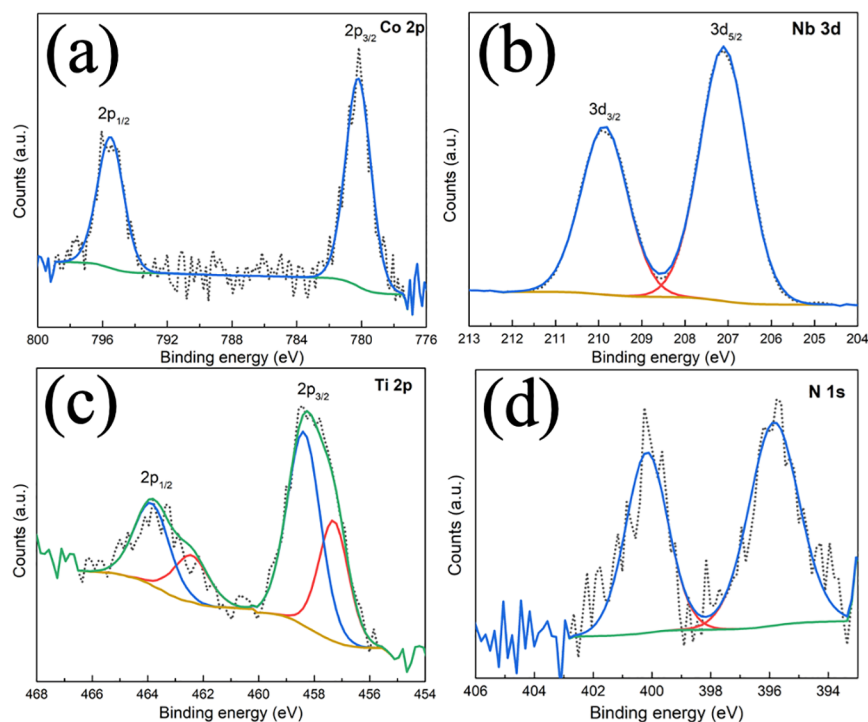 (a)
Co 2p
2p3/2
2p1/2
Counts (a.u.)
800 796 792 788 784 780 776
Binding energy (eV)
(b)
Nb 3d
3d5/2
3d3/2
Counts (a.u.)
213 212 211 210 209 208 207 206 205 204
Binding energy (eV)
(c)
Ti 2p
2p3/2
2p1/2
Counts (a.u.)
468 466 464 462 460 458 456 454
Binding energy (eV)
(d)
N 1s
Counts (a.u.)
406 404 402 400 398 396 394
Binding energy (eV)